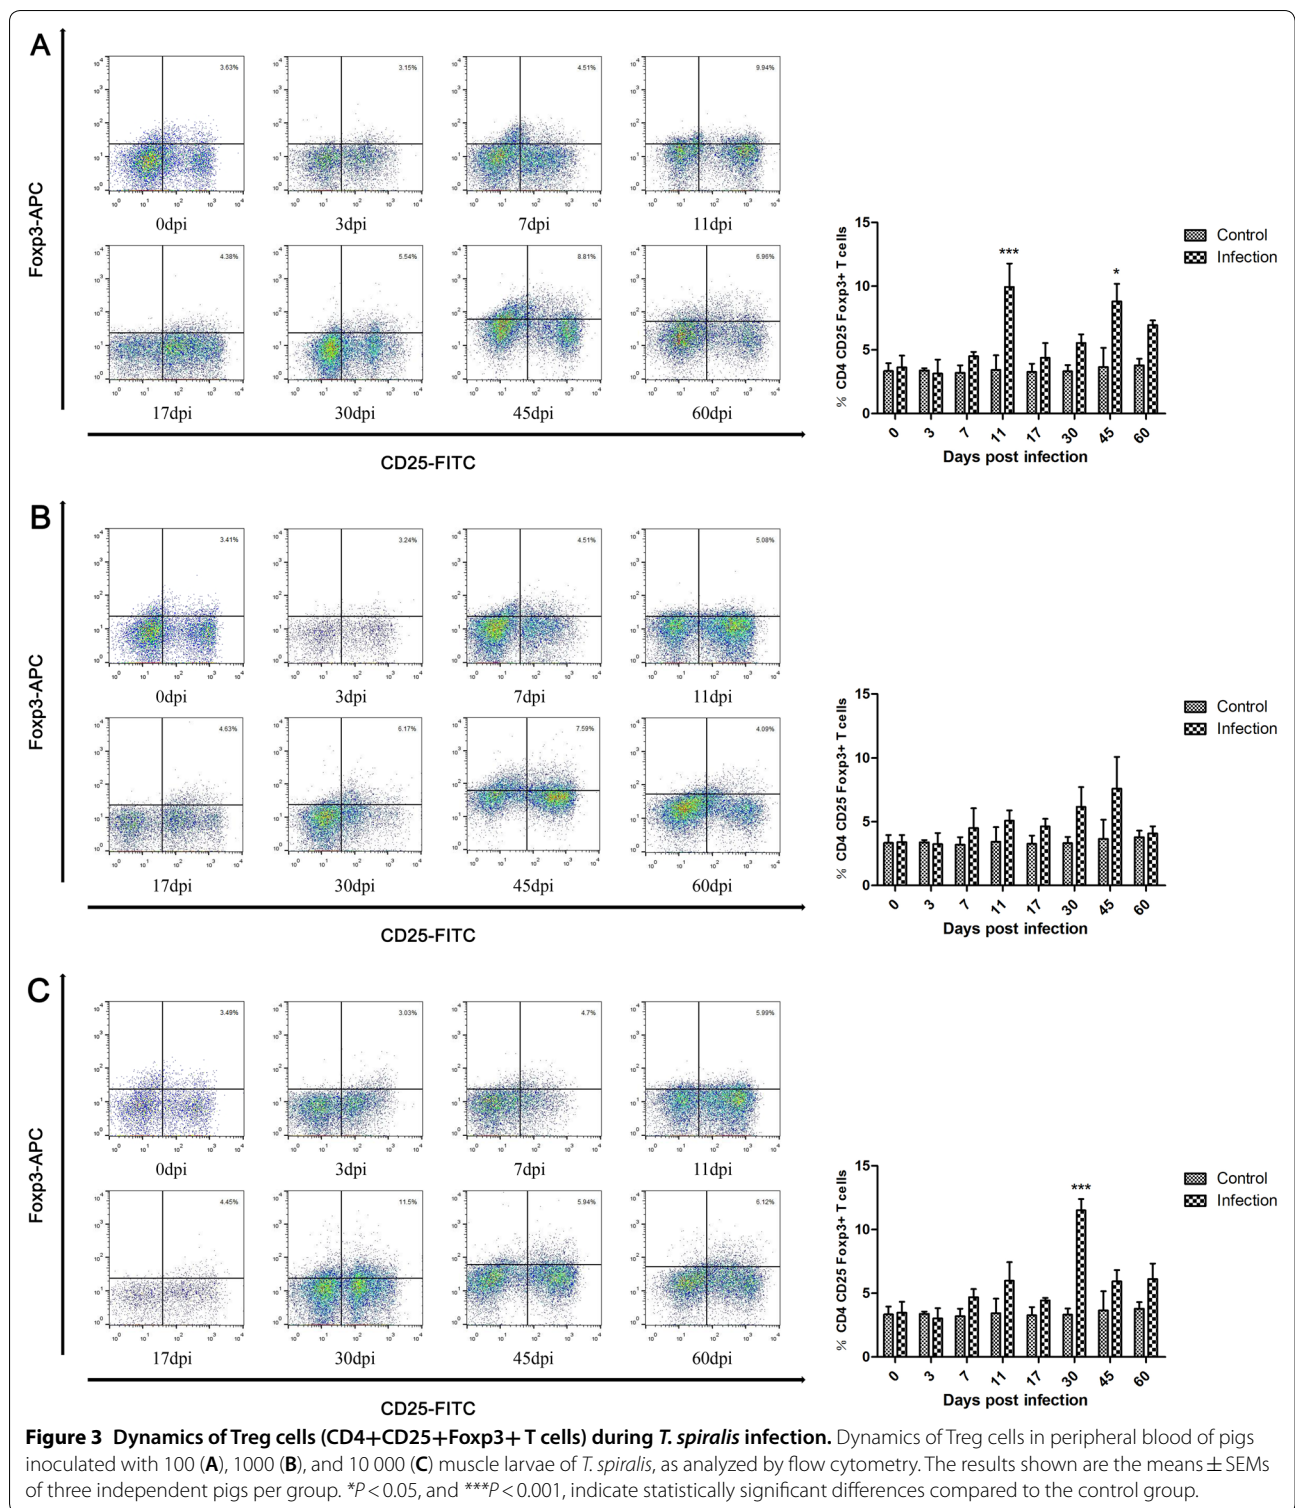 A
Foxp3-APC
3.63%
3.15%
4.51%
9.94%
0dpi
3dpi
7dpi
11dpi
4.38%
5.54%
8.81%
6.96%
17dpi
30dpi
45dpi
60dpi
CD25-FITC
% CD4 CD25 Foxp3+ T cells
15
10
5
0
***
*
0 3 7 11 17 30 45 60
Days post infection
Control
Infection
B
Foxp3-APC
3.41%
3.24%
4.51%
5.08%
0dpi
3dpi
7dpi
11dpi
4.63%
6.17%
7.59%
4.09%
17dpi
30dpi
45dpi
60dpi
CD25-FITC
% CD4 CD25 Foxp3+ T cells
15
10
5
0
0 3 7 11 17 30 45 60
Days post infection
Control
Infection
C
Foxp3-APC
3.49%
3.03%
4.7%
5.99%
0dpi
3dpi
7dpi
11dpi
4.45%
11.5%
5.94%
6.12%
17dpi
30dpi
45dpi
60dpi
CD25-FITC
% CD4 CD25 Foxp3+ T cells
15
10
5
0
***
0 3 7 11 17 30 45 60
Days post infection
Control
Infection
Figure 3 Dynamics of Treg cells (CD4+CD25+Foxp3+ T cells) during T. spiralis infection. Dynamics of Treg cells in peripheral blood of pigs
inoculated with 100 (A), 1000 (B), and 10 000 (C) muscle larvae of T. spiralis, as analyzed by flow cytometry. The results shown are the means ± SEMs
of three independent pigs per group. *P < 0.05, and ***P < 0.001, indicate statistically significant differences compared to the control group.